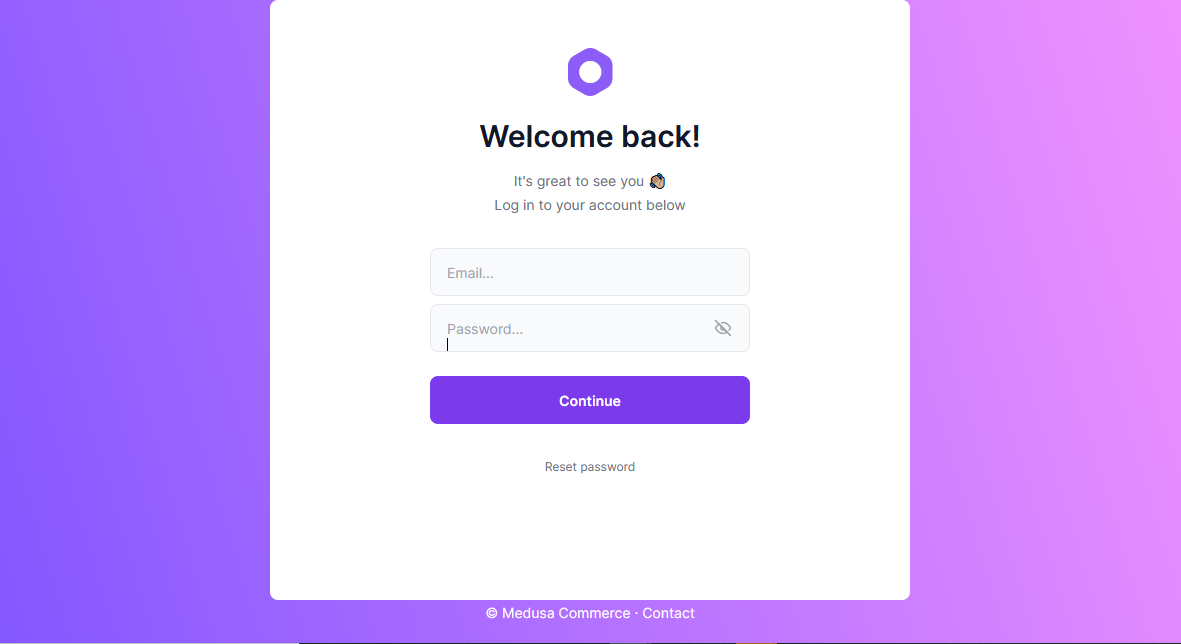 Welcome back!
It's great to see you 👋🏼
Log in to your account below
Email...
Password...
Continue
Reset password
© Medusa Commerce · Contact